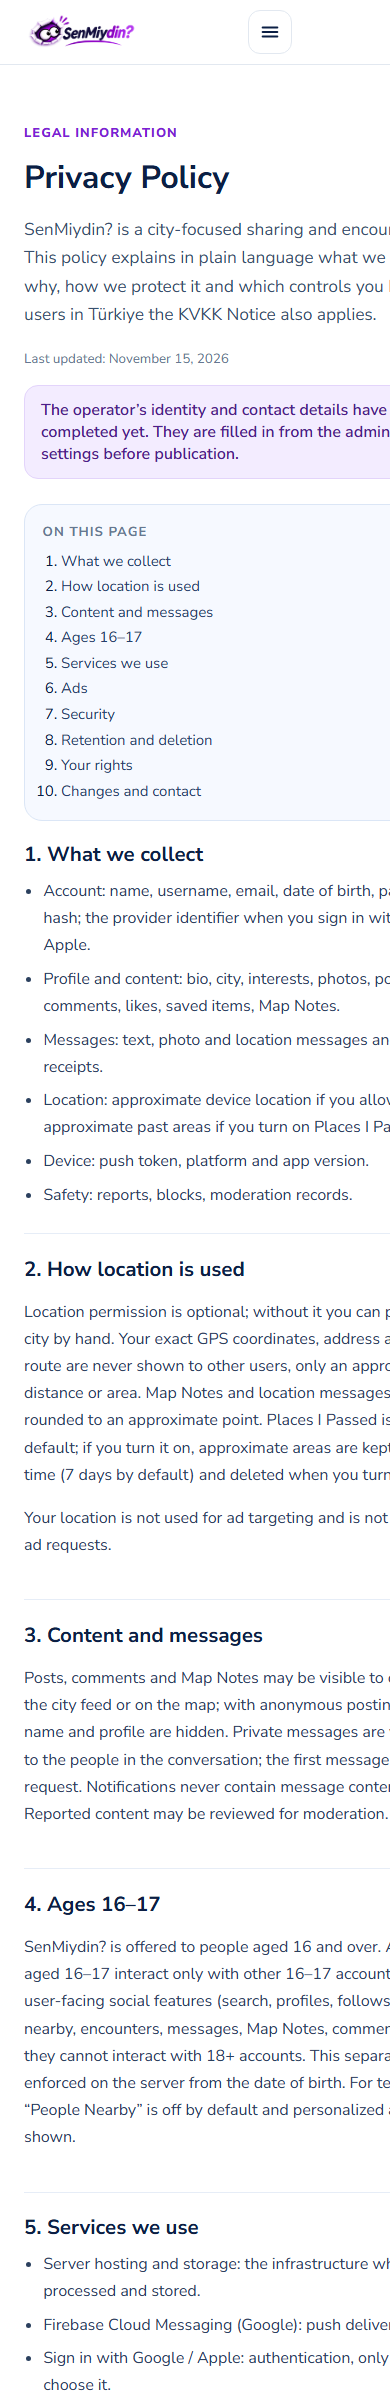 SenMiydin?
LEGAL INFORMATION
Privacy Policy
SenMiydin? is a city-focused sharing and
This policy explains in plain language what we
why, how we protect it and which controls you
users in Türkiye the KVKK Notice also applies.
Last updated: November 15, 2026
The operator's identity and contact details have
completed yet. They are filled in from the
settings before publication.
ON THIS PAGE
1. What we collect
2. How location is used
3. Content and messages
4. Ages 16–17
5. Services we use
6. Ads
7. Security
8. Retention and deletion
9. Your rights
10. Changes and contact
1. What we collect
• Account: name, username, email, date of birth,
hash; the provider identifier when you sign in
Apple.
• Profile and content: bio, city, interests, photos,
comments, likes, saved items, Map Notes.
• Messages: text, photo and location messages
receipts.
• Location: approximate device location if you
approximate past areas if you turn on Places I
• Device: push token, platform and app version.
• Safety: reports, blocks, moderation records.
2. How location is used
Location permission is optional; without it you can
city by hand. Your exact GPS coordinates, address
route are never shown to other users, only an
distance or area. Map Notes and location messages
rounded to an approximate point. Places I Passed is
default; if you turn it on, approximate areas are
time (7 days by default) and deleted when you
Your location is not used for ad targeting and is not
ad requests.
3. Content and messages
Posts, comments and Map Notes may be visible to
the city feed or on the map; with anonymous
name and profile are hidden. Private messages are
to the people in the conversation; the first message
request. Notifications never contain message
Reported content may be reviewed for moderation.
4. Ages 16–17
SenMiydin? is offered to people aged 16 and over.
aged 16–17 interact only with other 16–17
user-facing social features (search, profiles,
nearby, encounters, messages, Map Notes,
they cannot interact with 18+ accounts. This
enforced on the server from the date of birth. For
“People Nearby” is off by default and personalized
shown.
5. Services we use
• Server hosting and storage: the infrastructure
processed and stored.
• Firebase Cloud Messaging (Google): push
• Sign in with Google / Apple: authentication, only
choose it.